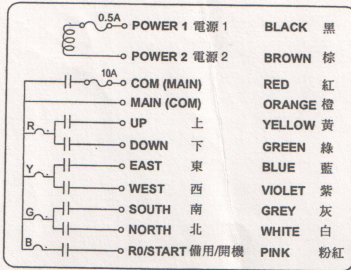 0.5A
POWER 1 電源 1 BLACK 黑
POWER 2 電源 2 BROWN 棕
10A
COM (MAIN) RED 紅
MAIN (COM) ORANGE 橙
R UP 上 YELLOW 黃
DOWN 下 GREEN 綠
Y EAST 東 BLUE 藍
WEST 西 VIOLET 紫
G SOUTH 南 GREY 灰
NORTH 北 WHITE 白
B R0/START 備用/開機 PINK 粉紅